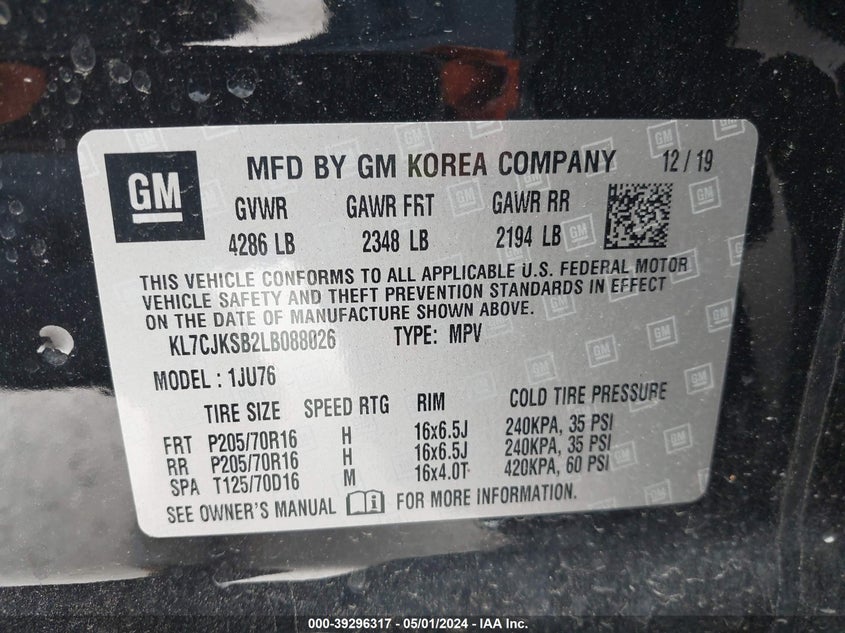 GM
MFD BY GM KOREA COMPANY 12 / 19
GVWR GAWR FRT GAWR RR
4286 LB 2348 LB 2194 LB
THIS VEHICLE CONFORMS TO ALL APPLICABLE U.S. FEDERAL MOTOR
VEHICLE SAFETY AND THEFT PREVENTION STANDARDS IN EFFECT
ON THE DATE OF MANUFACTURE SHOWN ABOVE.
KL7CJKSB2LB088026 TYPE: MPV
MODEL : 1JU76
TIRE SIZE SPEED RTG RIM COLD TIRE PRESSURE
FRT P205/70R16 H 16x6.5J 240KPA, 35 PSI
RR P205/70R16 H 16x6.5J 240KPA, 35 PSI
SPA T125/70D16 M 16x4.0T 420KPA, 60 PSI
SEE OWNER'S MANUAL FOR MORE INFORMATION.
000-39296317 - 05/01/2024 - IAA Inc.